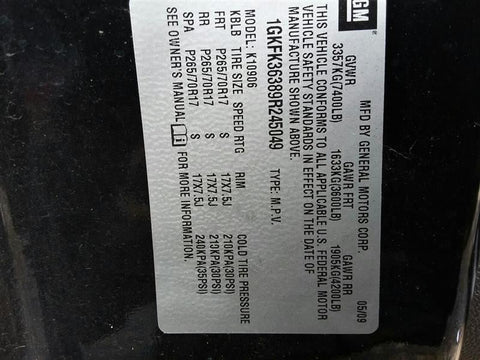 GM
MFD BY GENERAL MOTORS CORP. 05/09
GVWR GAWR FRT GAWR RR
3357KG(7400LB) 1633KG(3600LB) 1905KG(4200LB)
THIS VEHICLE CONFORMS TO ALL APPLICABLE U.S. FEDERAL MOTOR
VEHICLE SAFETY STANDARDS IN EFFECT ON THE DATE OF
MANUFACTURE SHOWN ABOVE.
1GKFK36389RZ45049 TYPE: M.P.V.
MODEL: K10906
KBLB TIRE SIZE SPEED RTG RIM COLD TIRE PRESSURE
FRT P265/70R17 S 17X7.5J 210KPA(30PSI)
RR P265/70R17 S 17X7.5J 210KPA(30PSI)
SPA P265/70R17 S 17X7.5J 240KPA(35PSI)
SEE OWNER'S MANUAL FOR MORE INFORMATION.